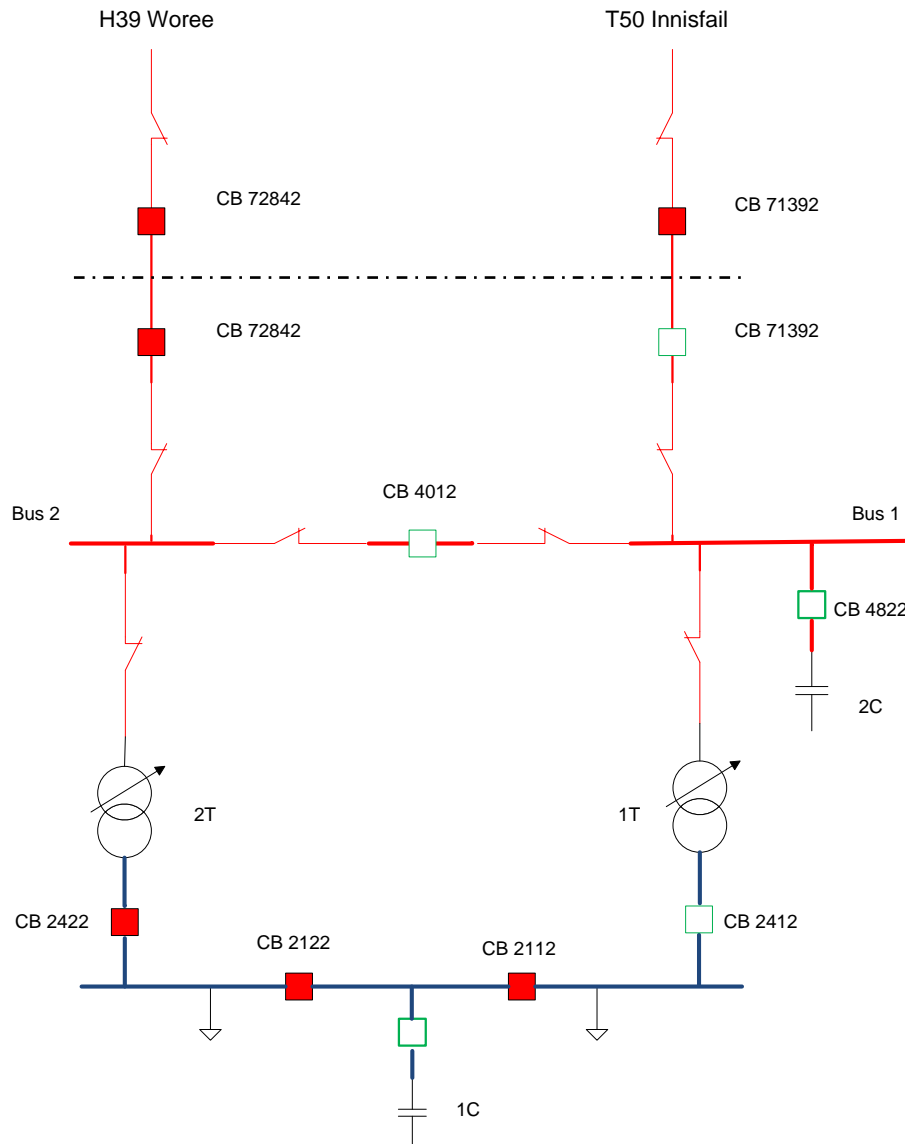 H39 Woree
T50 Innisfail
CB 72842
CB 71392
CB 72842
CB 71392
CB 4012
Bus 2
Bus 1
CB 4822
2C
2T
1T
CB 2422
CB 2122
CB 2112
CB 2412
1C